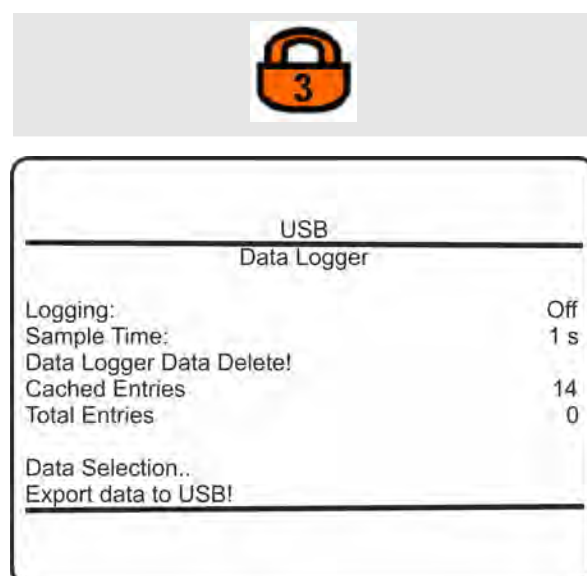 3
USB
Data Logger
Logging: Off
Sample Time: 1 s
Data Logger Data Delete!
Cached Entries 14
Total Entries 0
Data Selection..
Export data to USB!